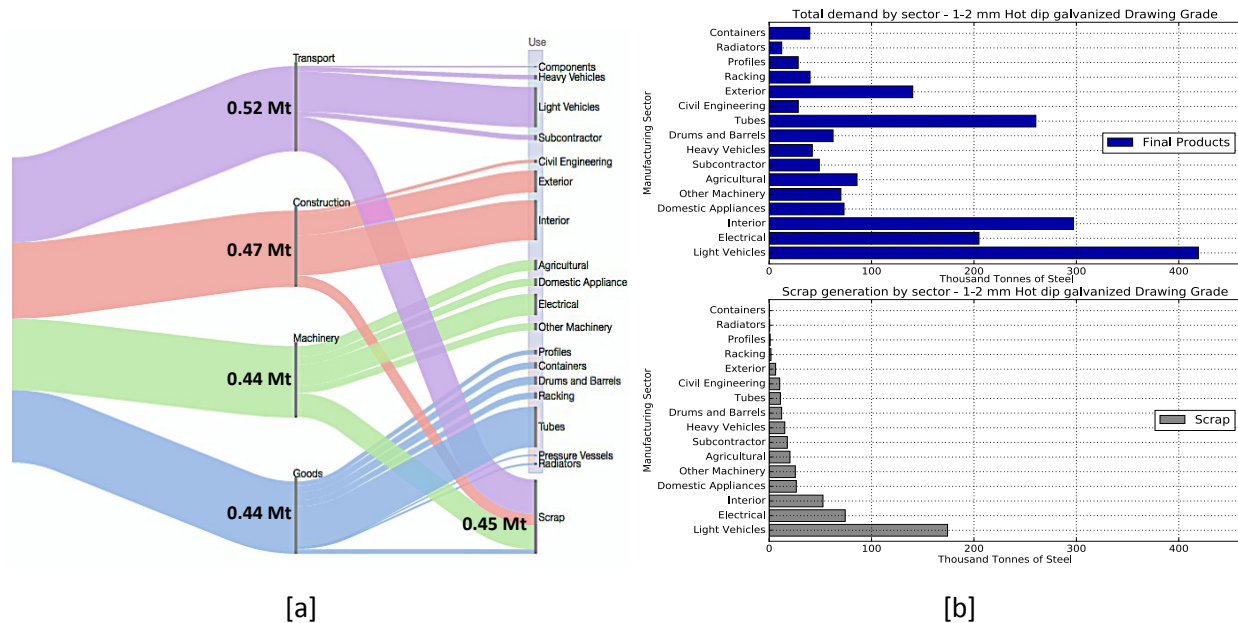 Use
Transport
Components
Heavy Vehicles
0.52 Mt
Light Vehicles
Subcontractor
Civil Engineering
Exterior
Construction
0.47 Mt
Interior
Agricultural
Domestic Appliance
Electrical
Machinery
Other Machinery
0.44 Mt
Profiles
Containers
Drums and Barrels
Racking
Tubes
Pressure Vessels
Radiators
Goods
0.44 Mt
0.45 Mt
Scrap
[a]
Total demand by sector - 1-2 mm Hot dip galvanized Drawing Grade
Manufacturing Sector
Containers
Radiators
Profiles
Racking
Exterior
Civil Engineering
Tubes
Drums and Barrels
Heavy Vehicles
Subcontractor
Agricultural
Other Machinery
Domestic Appliances
Interior
Electrical
Light Vehicles
Final Products
0 100 200 300 400
Thousand Tonnes of Steel
Scrap generation by sector - 1-2 mm Hot dip galvanized Drawing Grade
Manufacturing Sector
Containers
Radiators
Profiles
Racking
Exterior
Civil Engineering
Tubes
Drums and Barrels
Heavy Vehicles
Subcontractor
Agricultural
Other Machinery
Domestic Appliances
Interior
Electrical
Light Vehicles
Scrap
0 100 200 300 400
Thousand Tonnes of Steel
[b]